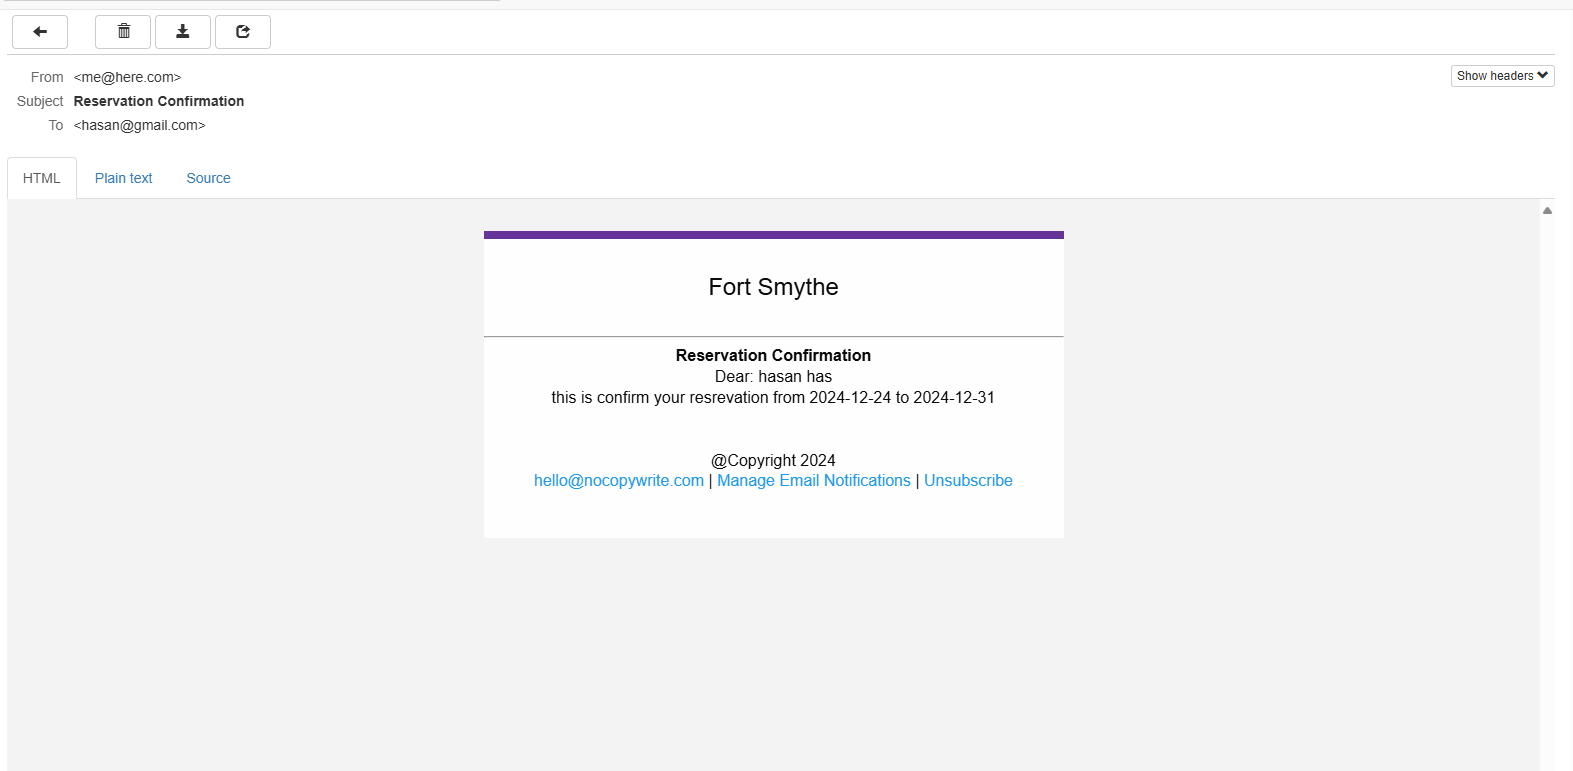 From <me@here.com>
Show headers
Subject Reservation Confirmation
To <hasan@gmail.com>
HTML Plain text Source
Fort Smythe
Reservation Confirmation
Dear: hasan has
this is confirm your resrevation from 2024-12-24 to 2024-12-31
@Copyright 2024
hello@nocopywrite.com | Manage Email Notifications | Unsubscribe